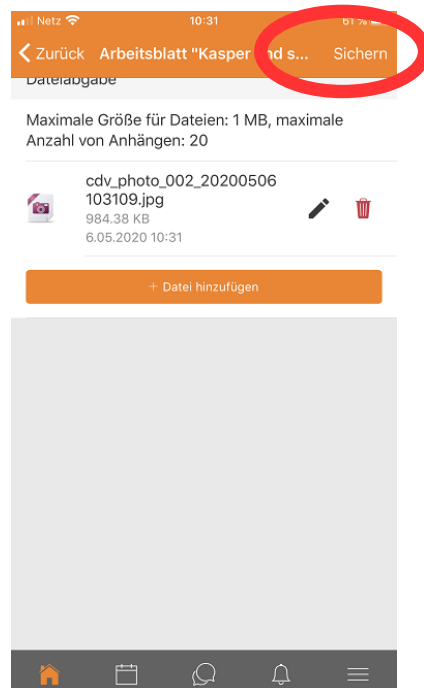 Netz 10:31 61 %
Zurück Arbeitsblatt "Kasper und s... Sichern
Dateiabgabe
Maximale Größe für Dateien: 1 MB, maximale
Anzahl von Anhängen: 20
cdv_photo_002_20200506
103109.jpg
984.38 KB
6.05.2020 10:31
+ Datei hinzufügen